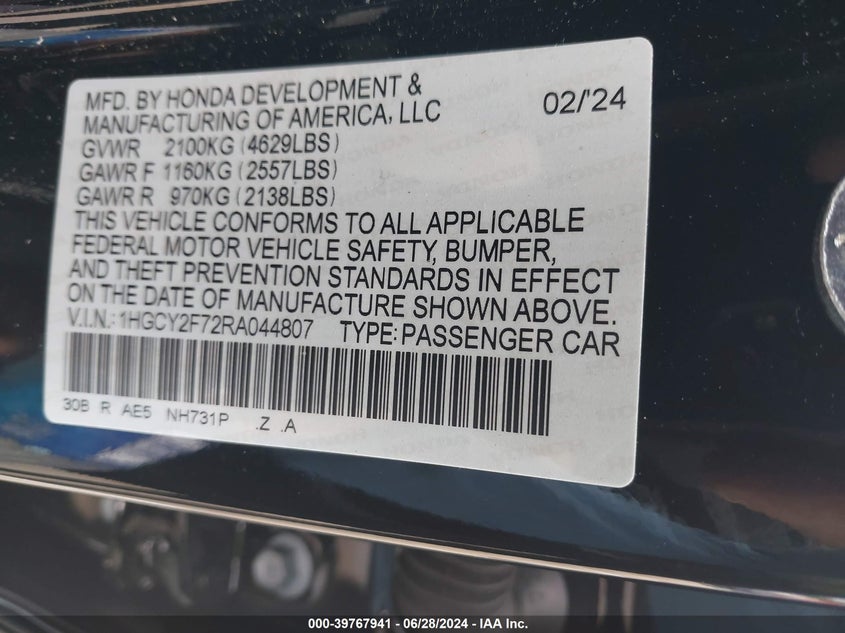 MFD. BY HONDA DEVELOPMENT &
MANUFACTURING OF AMERICA, LLC
02/'24
GVWR 2100KG (4629LBS)
GAWR F 1160KG (2557LBS)
GAWR R 970KG (2138LBS)
THIS VEHICLE CONFORMS TO ALL APPLICABLE
FEDERAL MOTOR VEHICLE SAFETY, BUMPER,
AND THEFT PREVENTION STANDARDS IN EFFECT
ON THE DATE OF MANUFACTURE SHOWN ABOVE.
V.I.N.: 1HGCY2F72RA044807 TYPE: PASSENGER CAR
30B R AE5 NH731P .Z .A
000-39767941 / 06/28/2024 - IAA Inc.